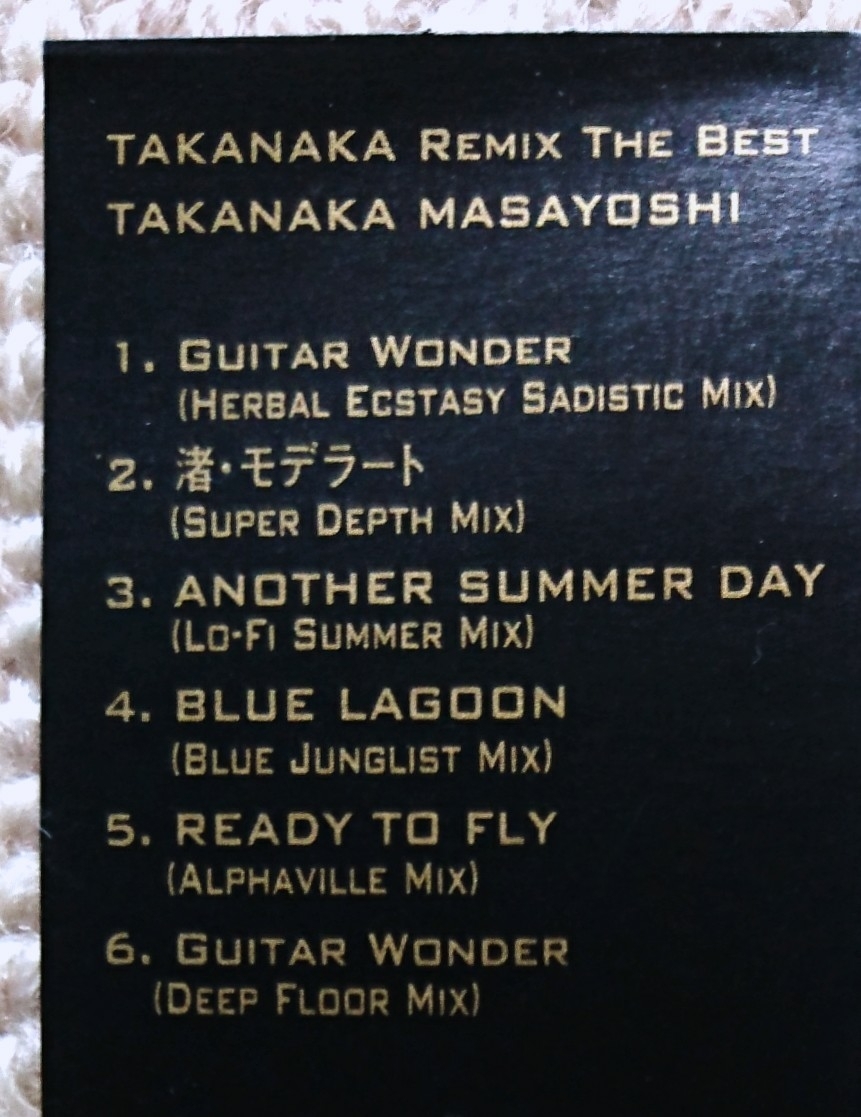 TAKANAKA REMIX THE BEST
TAKANAKA MASAYOSHI
1. GUITAR WONDER
(HERBAL ECSTASY SADISTIC MIX)
2. 渚・モデラート
(SUPER DEPTH MIX)
3. ANOTHER SUMMER DAY
(LO-FI SUMMER MIX)
4. BLUE LAGOON
(BLUE JUNGLIST MIX)
5. READY TO FLY
(ALPHAVILLE MIX)
6. GUITAR WONDER
(DEEP FLOOR MIX)